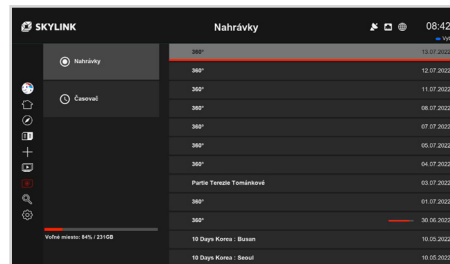 SKYLINK
Nahrávky
08:42
Nahrávky
Časovač
360° 13.07.2022
360° 12.07.2022
360° 11.07.2022
360° 08.07.2022
360° 07.07.2022
360° 05.07.2022
360° 04.07.2022
Partie Terezie Tománkové 03.07.2022
360° 01.07.2022
360° 30.06.2022
10 Days Korea : Busan 10.05.2022
10 Days Korea : Seoul 10.05.2022
Voľné miesto: 84% / 231GB